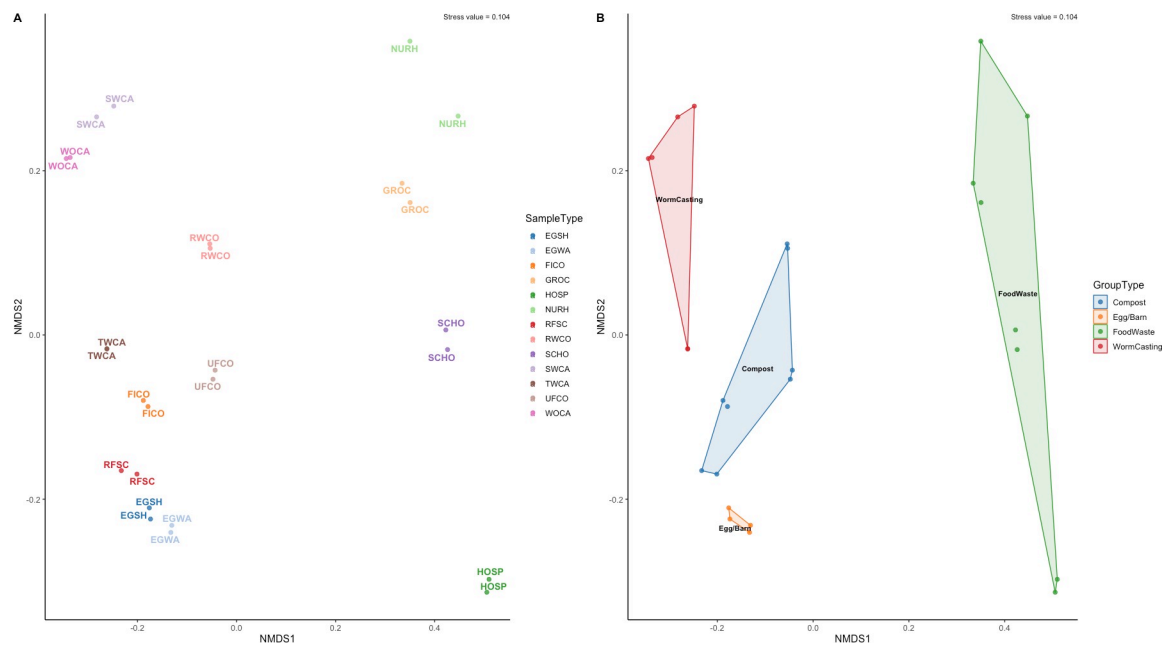 A
Stress value = 0.104
NURH
NURH
SWCA
SWCA
WOCA
WOCA
GROC
GROC
RWCO
RWCO
SCHO
SCHO
TWCA
TWCA
UFCO
UFCO
FICO
FICO
RFSC
RFSC
EGSH
EGSH
EGWA
EGWA
HOSP
HOSP
0.2
0.0
-0.2
NMDS2
-0.2
0.0
0.2
0.4
NMDS1
SampleType
EGSH
EGWA
FICO
GROC
HOSP
NURH
RFSC
RWCO
SCHO
SWCA
TWCA
UFCO
WOCA
B
Stress value = 0.104
WormCasting
FoodWaste
Compost
Egg/Barn
0.2
0.0
-0.2
NMDS2
-0.2
0.0
0.2
0.4
NMDS1
GroupType
Compost
Egg/Barn
FoodWaste
WormCasting